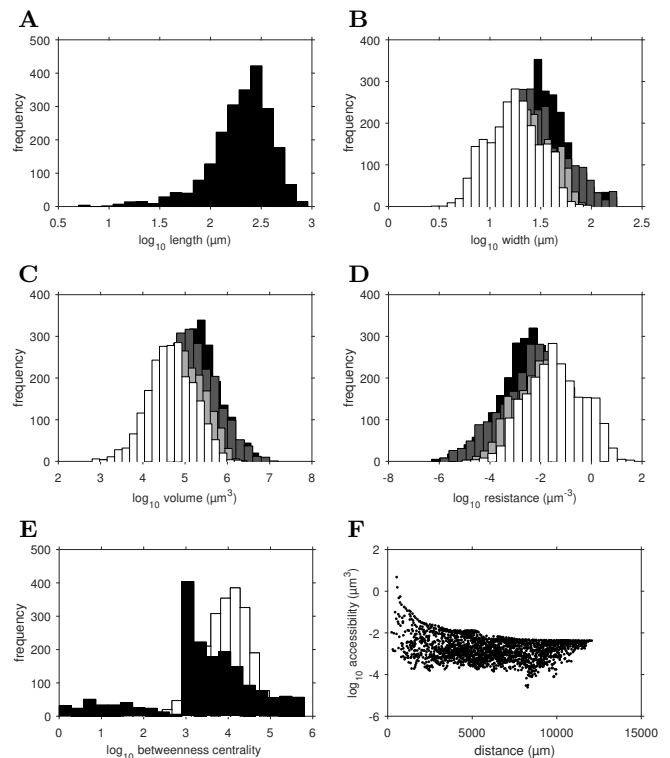 A
B
500
400
300
200
100
0
frequency
0.5 1 1.5 2 2.5 3
log10 length (µm)
400
300
200
100
0
frequency
0 0.5 1 1.5 2 2.5
log10 width (µm)
C
D
400
300
200
100
0
frequency
2 3 4 5 6 7 8
log10 volume (µm³)
400
300
200
100
0
frequency
-8 -6 -4 -2 0 2
log10 resistance (µm⁻³)
E
F
500
400
300
200
100
0
frequency
0 1 2 3 4 5 6
log10 betweenness centrality
2
0
-2
-4
-6
log10 accessibility (µm³)
0 5000 10000 15000
distance (µm)